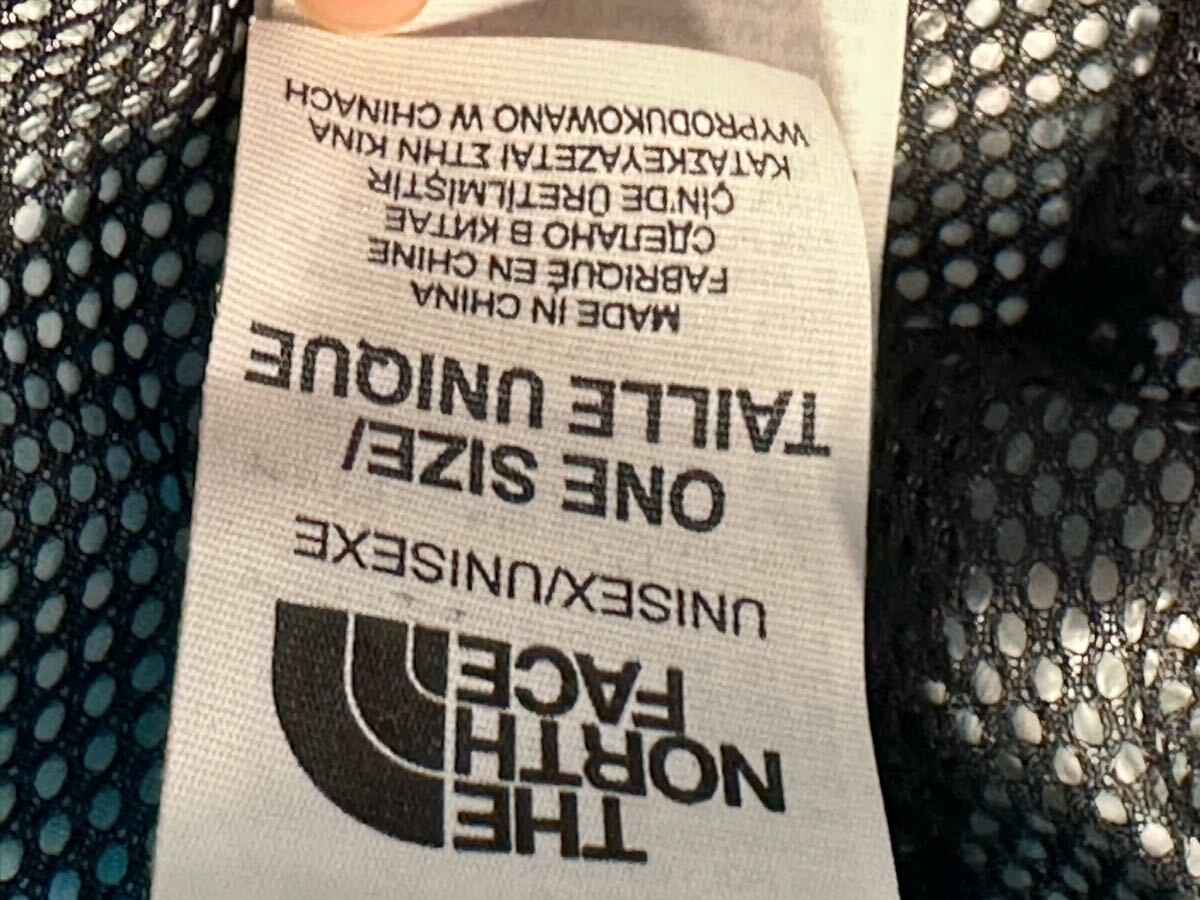 THE
NORTH
FACE
UNISEX/UNISEXE
ONE SIZE/
TAILLE UNIQUE
MADE IN CHINA
FABRIQUÉ EN CHINE
СДЕЛАНО В КИТАЕ
ÇİN'DE ÜRETİLMİŞTİR
ΚΑΤΑΣΚΕΥΑΖΕΤΑΙ ΣΤΗΝ ΚΙΝΑ
WYPRODUKOWANO W CHINACH